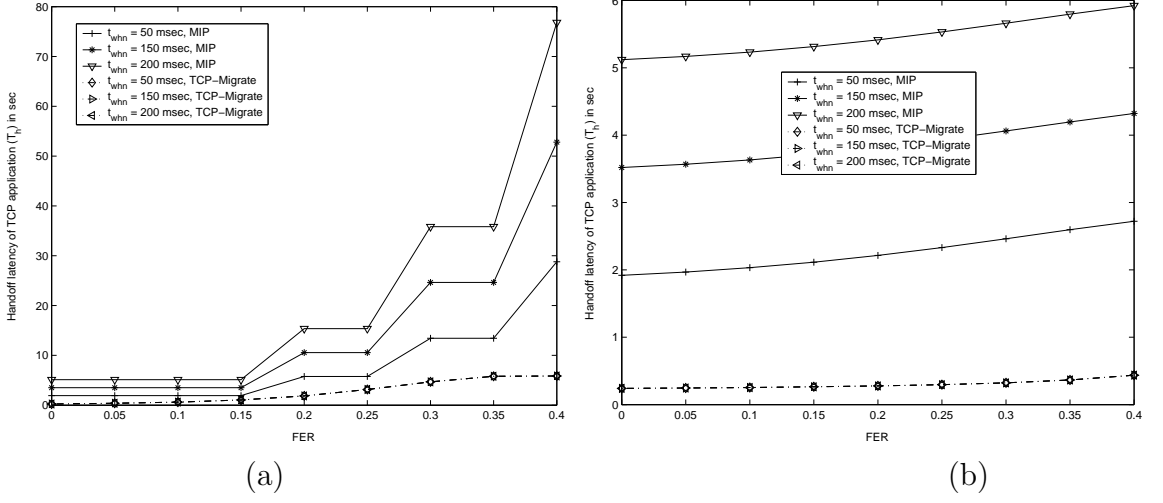 80
70
60
50
40
30
20
10
0
Handoff latency of TCP application (T_h) in sec
t_whn = 50 msec, MIP
t_whn = 150 msec, MIP
t_whn = 200 msec, MIP
t_whn = 50 msec, TCP−Migrate
t_whn = 150 msec, TCP−Migrate
t_whn = 200 msec, TCP−Migrate
0 0.05 0.1 0.15 0.2 0.25 0.3 0.35 0.4
FER
(a)
6
5
4
3
2
1
0
Handoff latency of TCP application (T_h) in sec
t_whn = 50 msec, MIP
t_whn = 150 msec, MIP
t_whn = 200 msec, MIP
t_whn = 50 msec, TCP−Migrate
t_whn = 150 msec, TCP−Migrate
t_whn = 200 msec, TCP−Migrate
0 0.05 0.1 0.15 0.2 0.25 0.3 0.35 0.4
FER
(b)